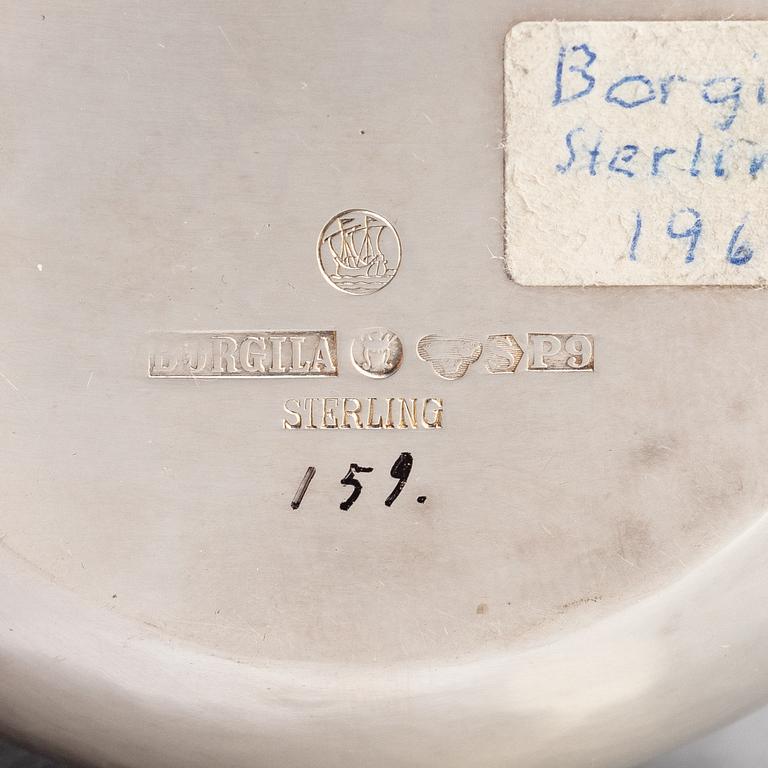 Borgi
Sterlin
196
BORGILA S P9
STERLING
159.